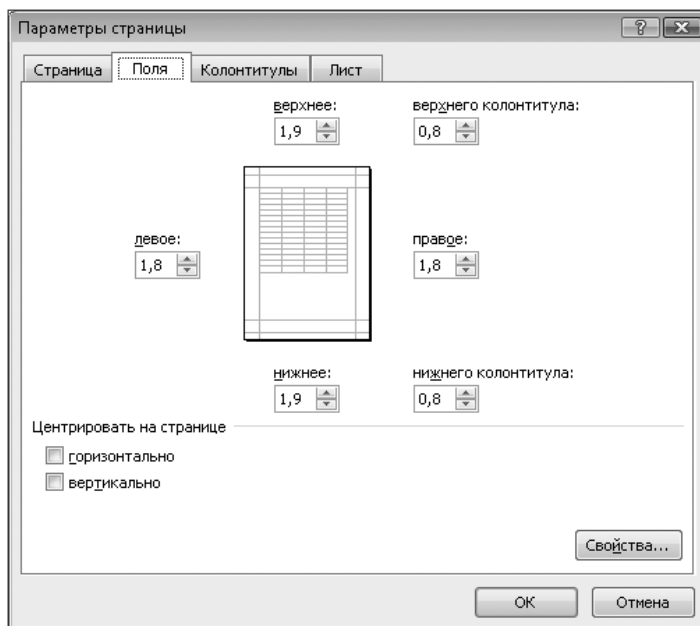 Параметры страницы
Страница Поля Колонтитулы Лист
верхнее: верхнего колонтитула:
1,9 0,8
левое: правое:
1,8 1,8
нижнее: нижнего колонтитула:
1,9 0,8
Центрировать на странице
горизонтально
вертикально
Свойства...
ОК Отмена